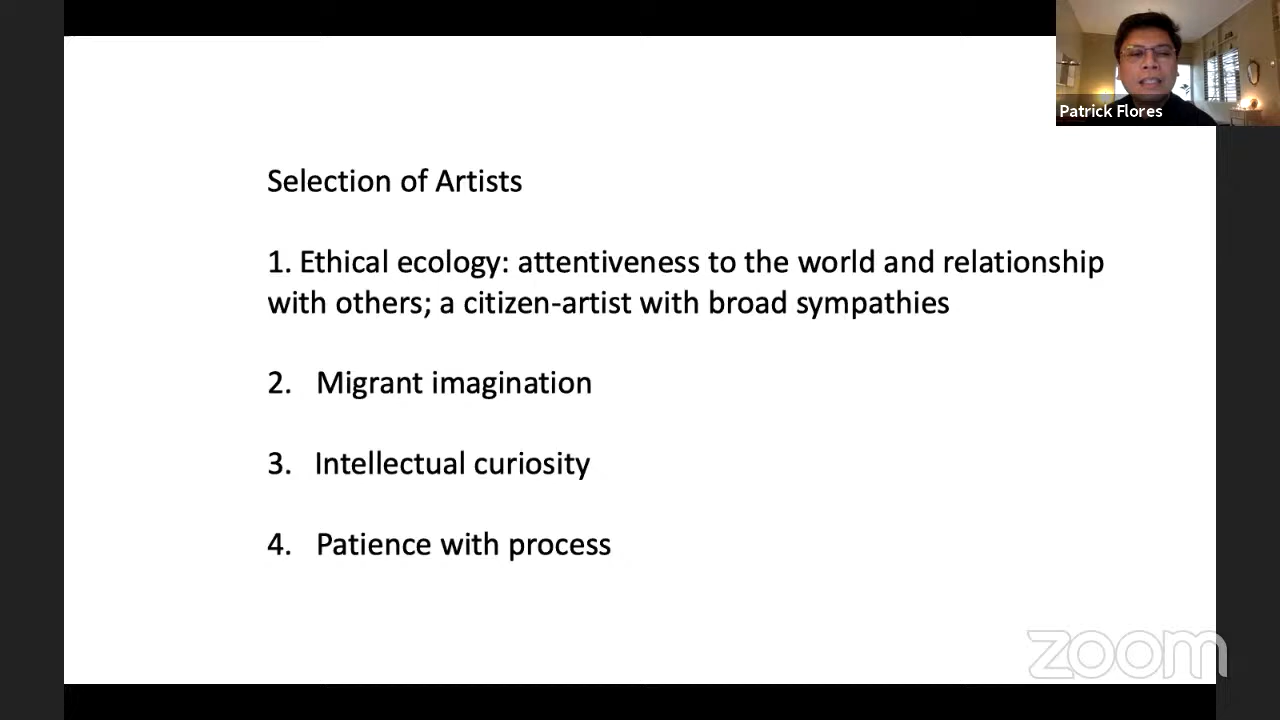 Patrick Flores
Selection of Artists
1. Ethical ecology: attentiveness to the world and relationship
with others; a citizen-artist with broad sympathies
2. Migrant imagination
3. Intellectual curiosity
4. Patience with process
zoom